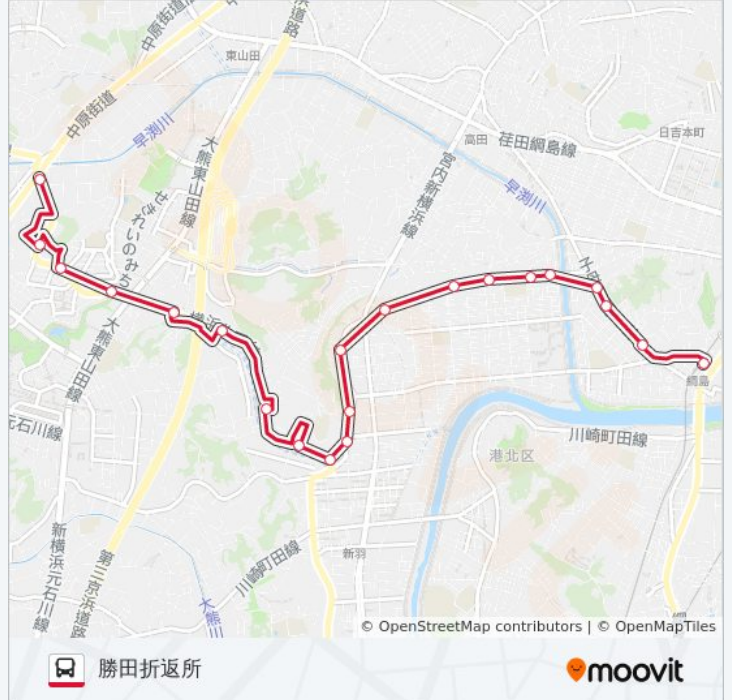 中原街道
道路
東山田
中原街道
早渕川
大熊東山田線
高田
荏田綱島線
日吉本町
宮内新横浜線
早渕川
せきれいのみち
大熊東山田線
綱島
元石川線
川崎町田線
港北区
新横浜元石川線
第三京浜道路
川崎町田線
新羽
大熊
© OpenStreetMap contributors | © OpenMapTiles
勝田折返所
moovit